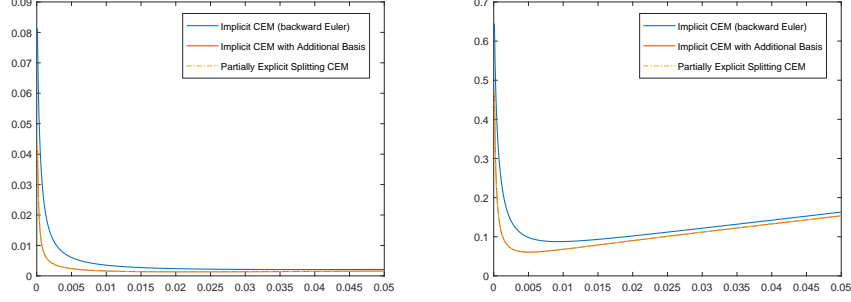 0.09
0.08
0.07
0.06
0.05
0.04
0.03
0.02
0.01
0
0 0.005 0.01 0.015 0.02 0.025 0.03 0.035 0.04 0.045 0.05
Implicit CEM (backward Euler)
Implicit CEM with Additional Basis
Partially Explicit Splitting CEM
0.7
0.6
0.5
0.4
0.3
0.2
0.1
0
0 0.005 0.01 0.015 0.02 0.025 0.03 0.035 0.04 0.045 0.05
Implicit CEM (backward Euler)
Implicit CEM with Additional Basis
Partially Explicit Splitting CEM